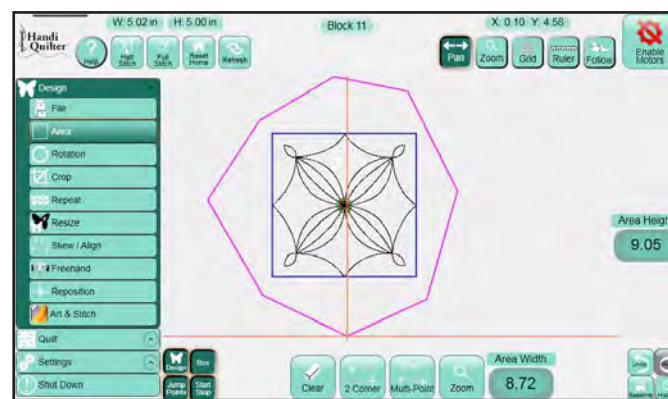 W: 5.02 in H: 5.00 in
Block 11
X: 0.10 Y: 4.58
Handi
Quilter
Help
Half
Stitch
Full
Stitch
Reset
Home
Refresh
Pan
Zoom
Grid
Ruler
Follow
Enable
Motors
Design
File
Area
Rotation
Crop
Repeat
Resize
Skew / Align
Freehand
Reposition
Art & Stitch
Quilt
Settings
Shut Down
Area Heigh
9.05
Design
Box
Jump
Points
Start
Stop
Clear
2 Corner
Multi-Point
Zoom
Area Width
8.72
Undo
Baseline